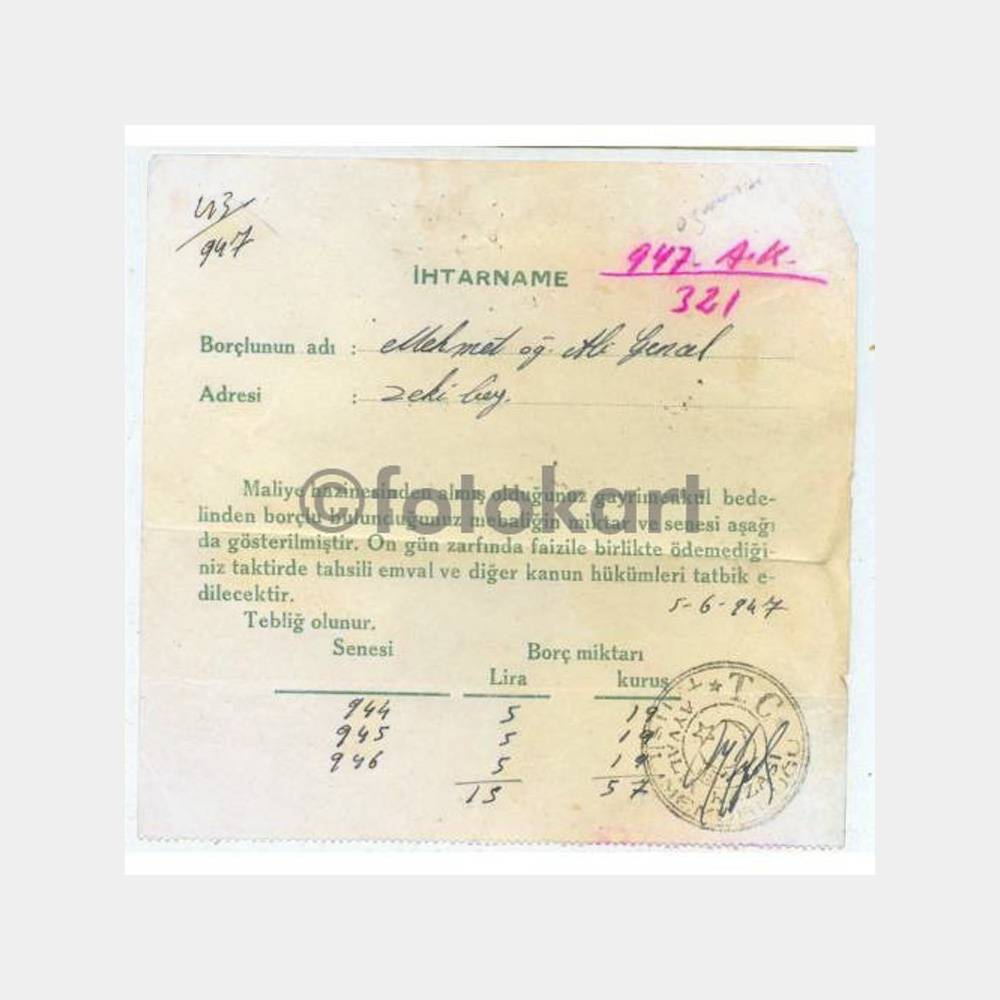 947
947- A.K.
321
İHTARNAME
Borçlunun adı : Mehmet oğ. Ali Gencel
Adresi : Zeki bey.
©fotokart
Maliye hazinesinden almış olduğunuz gayrimenkul bede-
linden borçlu bulunduğunuz mebaliğin miktar ve senesi aşağı
da gösterilmiştir. On gün zarfında faizile birlikte ödemediği-
niz taktirde tahsili emval ve diğer kanun hükümleri tatbik e-
dilecektir.
5-6-947
Tebliğ olunur.
Senesi Borç miktarı
Lira kuruş
944 5 19
945 5 19
946 5 19
15 57
T.C.